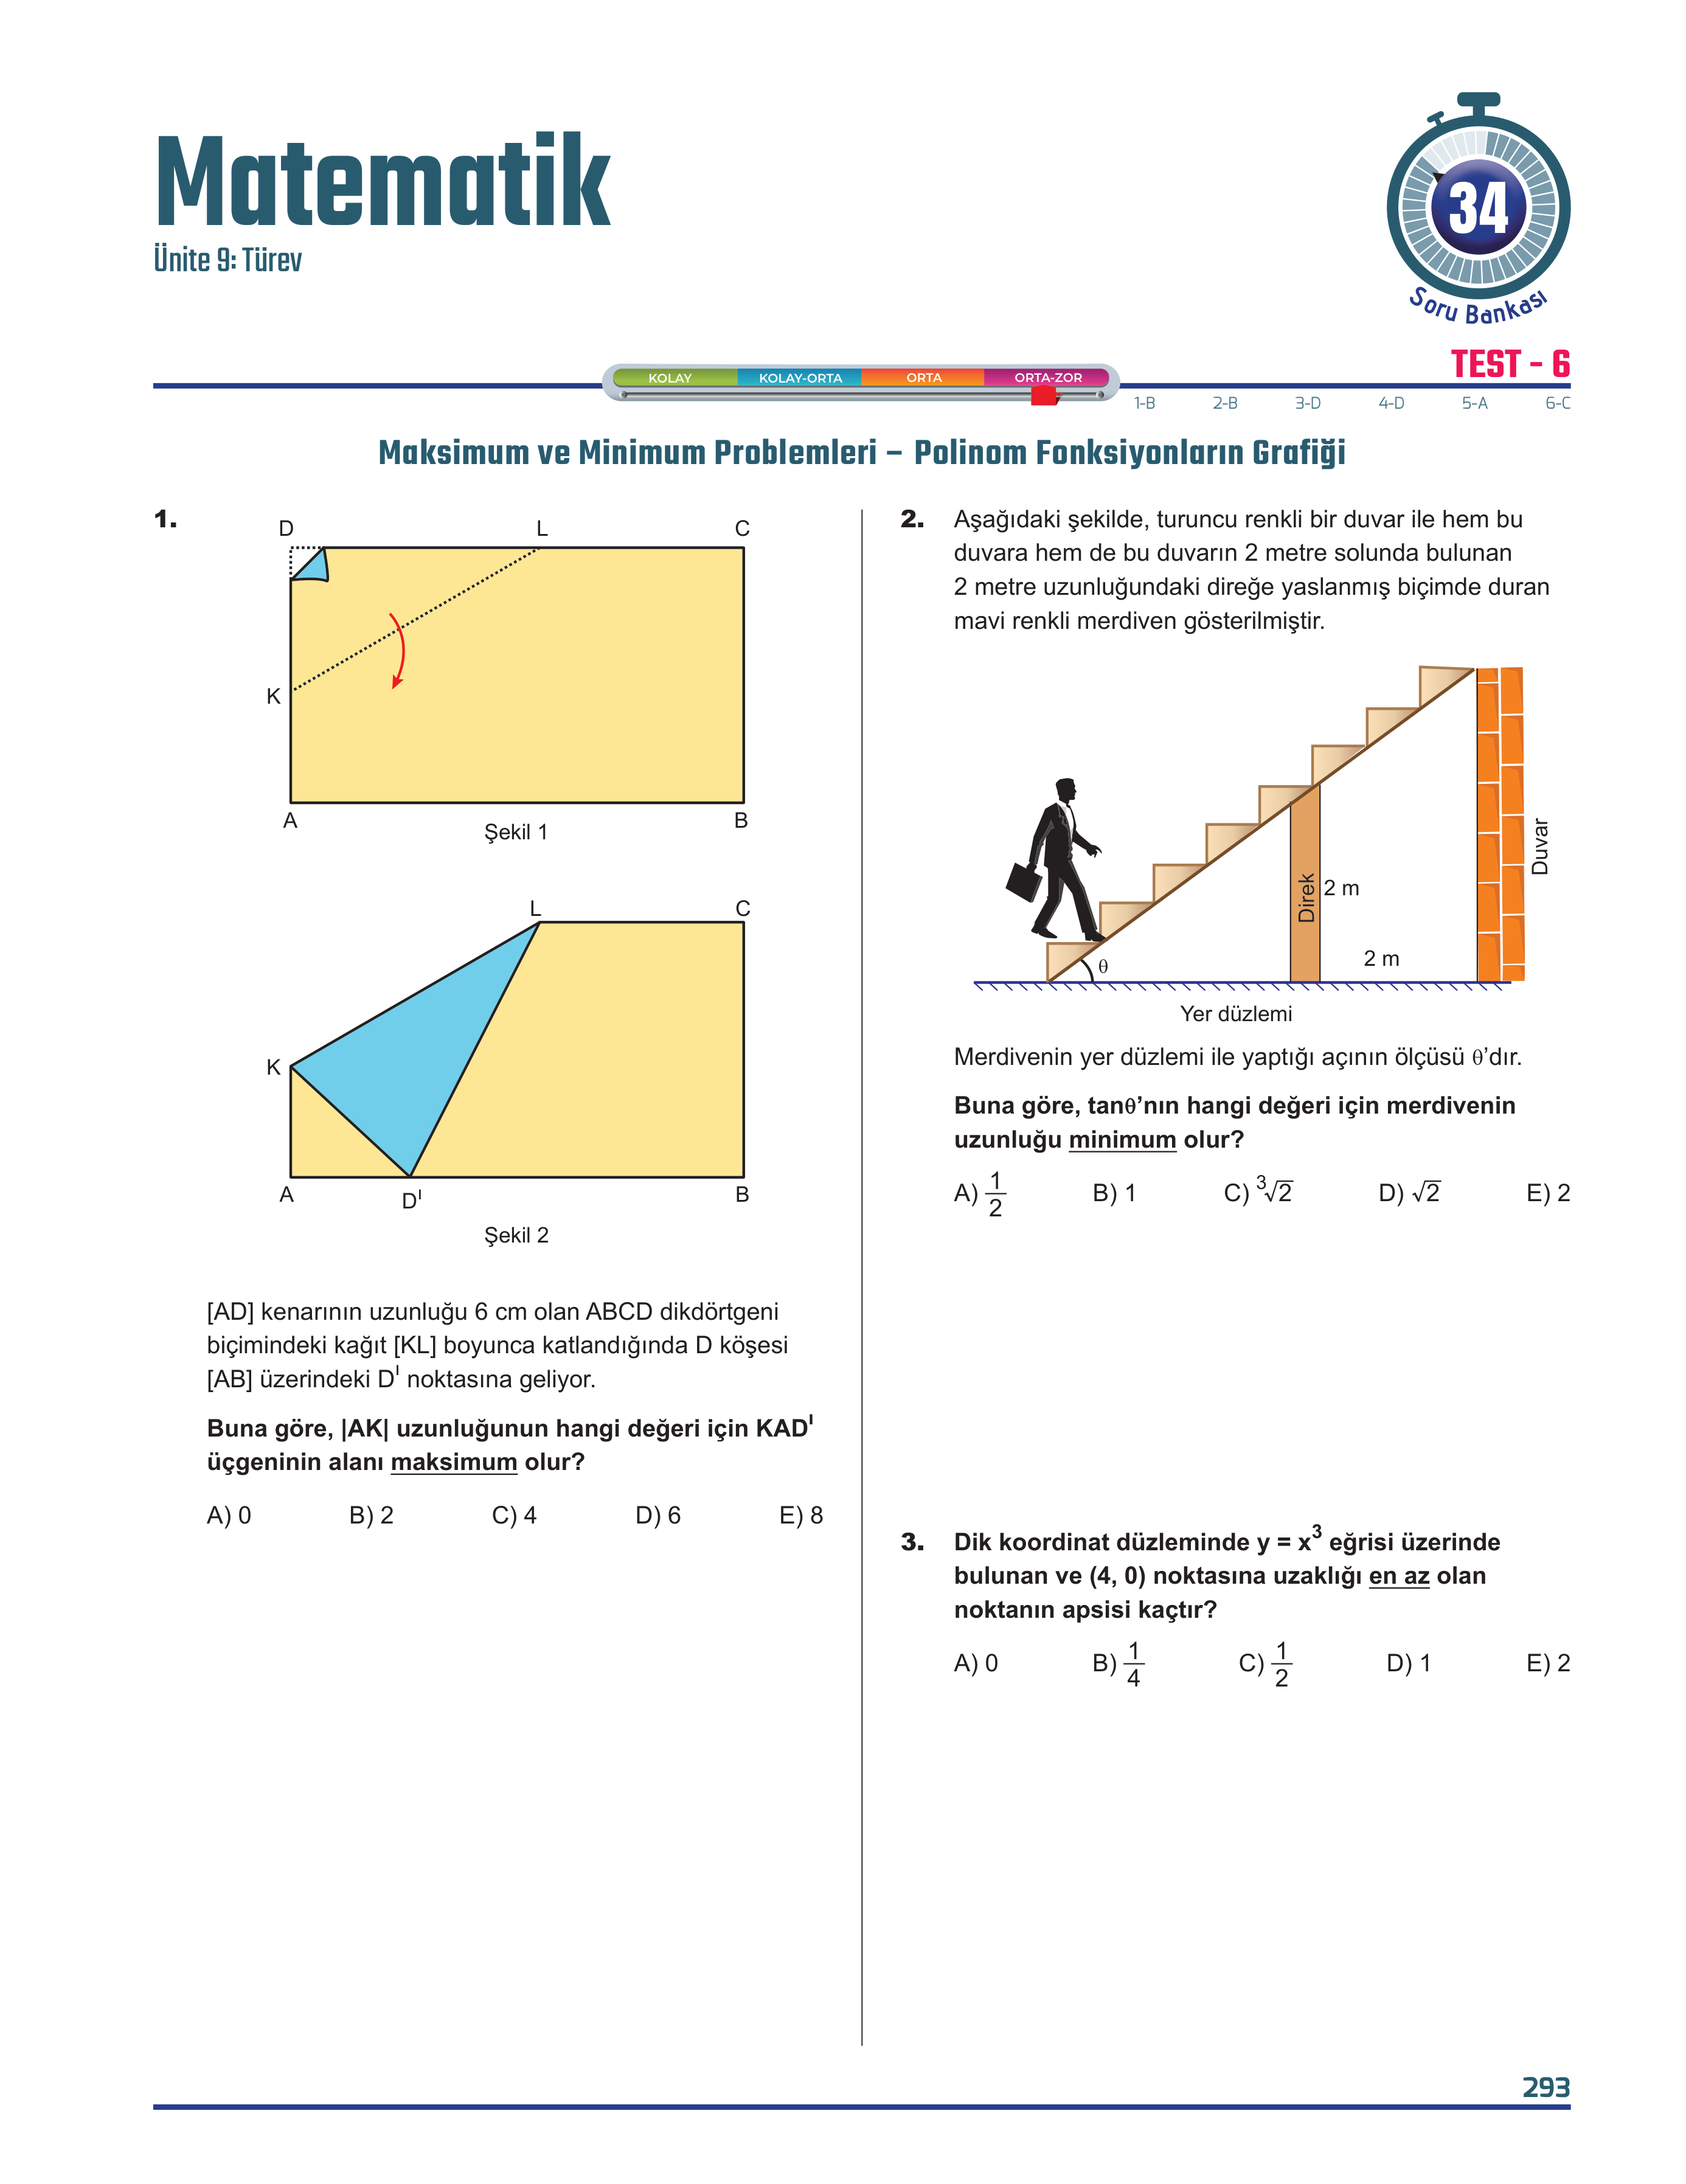 Matematik
Ünite 9: Türev
34
Soru Bankası
TEST - 6
KOLAY KOLAY-ORTA ORTA ORTA-ZOR
1-B 2-B 3-D 4-D 5-A 6-C
Maksimum ve Minimum Problemleri – Polinom Fonksiyonların Grafiği
1.
D L C
K
A B
Şekil 1
L C
K
A D' B
Şekil 2
[AD] kenarının uzunluğu 6 cm olan ABCD dikdörtgeni
biçimindeki kağıt [KL] boyunca katlandığında D köşesi
[AB] üzerindeki D' noktasına geliyor.
Buna göre, |AK| uzunluğunun hangi değeri için KAD'
üçgeninin alanı maksimum olur?
A) 0 B) 2 C) 4 D) 6 E) 8
2. Aşağıdaki şekilde, turuncu renkli bir duvar ile hem bu
duvara hem de bu duvarın 2 metre solunda bulunan
2 metre uzunluğundaki direğe yaslanmış biçimde duran
mavi renkli merdiven gösterilmiştir.
Duvar
Direk
2 m
2 m
θ
Yer düzlemi
Merdivenin yer düzlemi ile yaptığı açının ölçüsü θ’dır.
Buna göre, tanθ’nın hangi değeri için merdivenin
uzunluğu minimum olur?
A) 1/2 B) 1 C) ³√2 D) √2 E) 2
3. Dik koordinat düzleminde y = x³ eğrisi üzerinde
bulunan ve (4, 0) noktasına uzaklığı en az olan
noktanın apsisi kaçtır?
A) 0 B) 1/4 C) 1/2 D) 1 E) 2
293